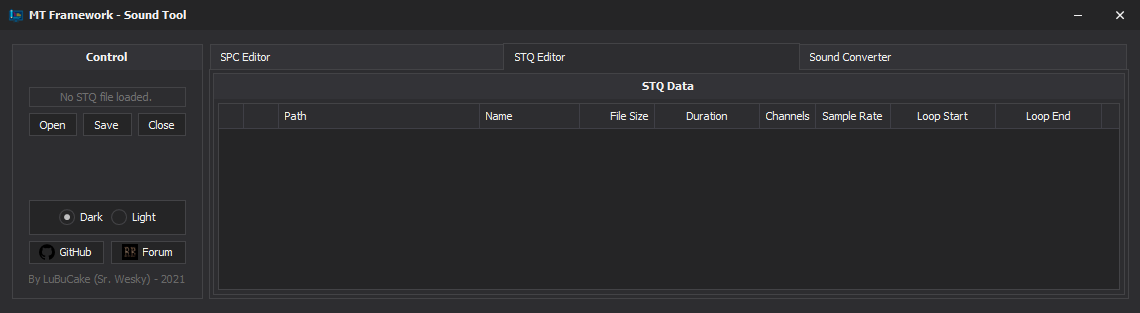 MT Framework - Sound Tool
Control
No STQ file loaded.
Open Save Close
Dark Light
GitHub Forum
By LuBuCake (Sr. Wesky) - 2021
SPC Editor STQ Editor Sound Converter
STQ Data
Path Name File Size Duration Channels Sample Rate Loop Start Loop End